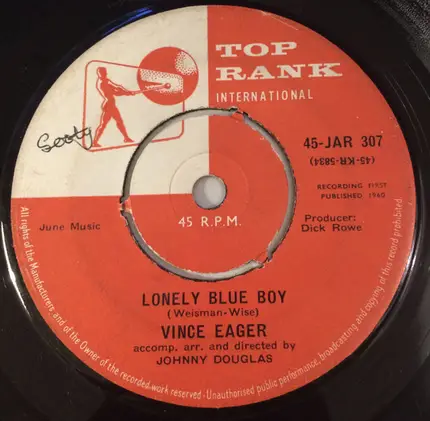 TOP
RANK
INTERNATIONAL
Scoty
45-JAR 307
(45-KR-5834)
RECORDING FIRST
PUBLISHED 1960
45 R.P.M.
June Music
Producer:
Dick Rowe
LONELY BLUE BOY
(Weisman-Wise)
VINCE EAGER
accomp. arr. and directed by
JOHNNY DOUGLAS
All rights of the Manufacturers and of the Owner of the recorded work reserved - Unauthorised public performance, broadcasting and copying of this record prohibited.